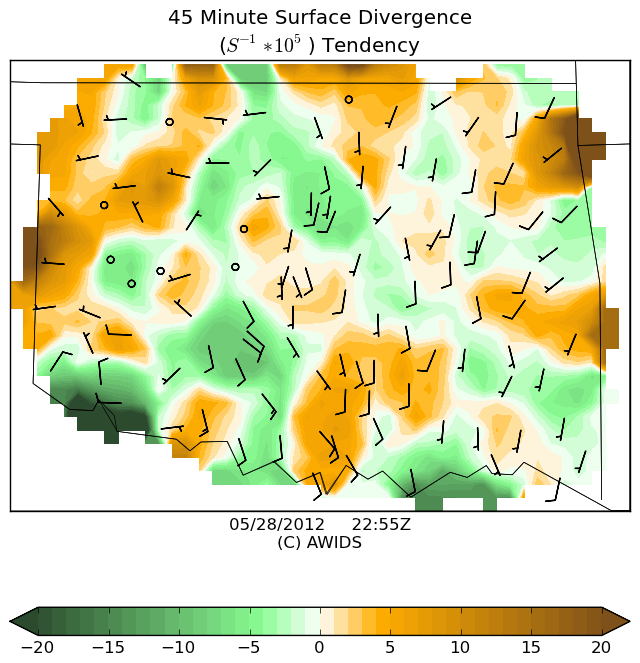 45 Minute Surface Divergence
(S⁻¹ *10⁵ ) Tendency
05/28/2012 22:55Z
(C) AWIDS
−20 −15 −10 −5 0 5 10 15 20